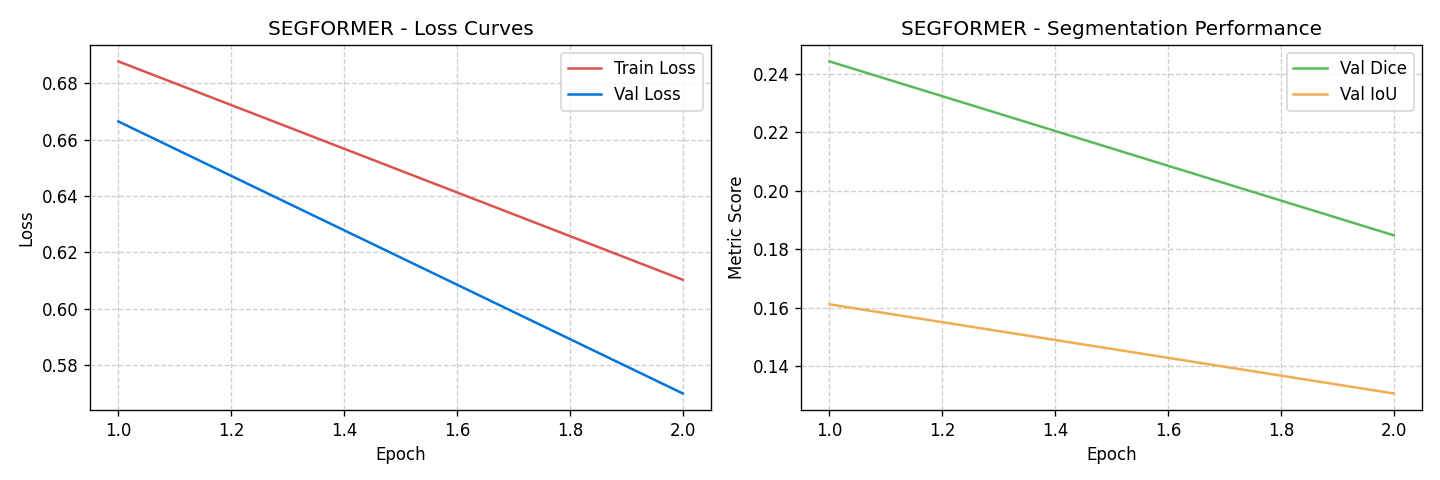 SEGFORMER - Loss Curves
Train Loss
Val Loss
0.68
0.66
0.64
0.62
0.60
0.58
Loss
1.0 1.2 1.4 1.6 1.8 2.0
Epoch
SEGFORMER - Segmentation Performance
Val Dice
Val IoU
0.24
0.22
0.20
0.18
0.16
0.14
Metric Score
1.0 1.2 1.4 1.6 1.8 2.0
Epoch